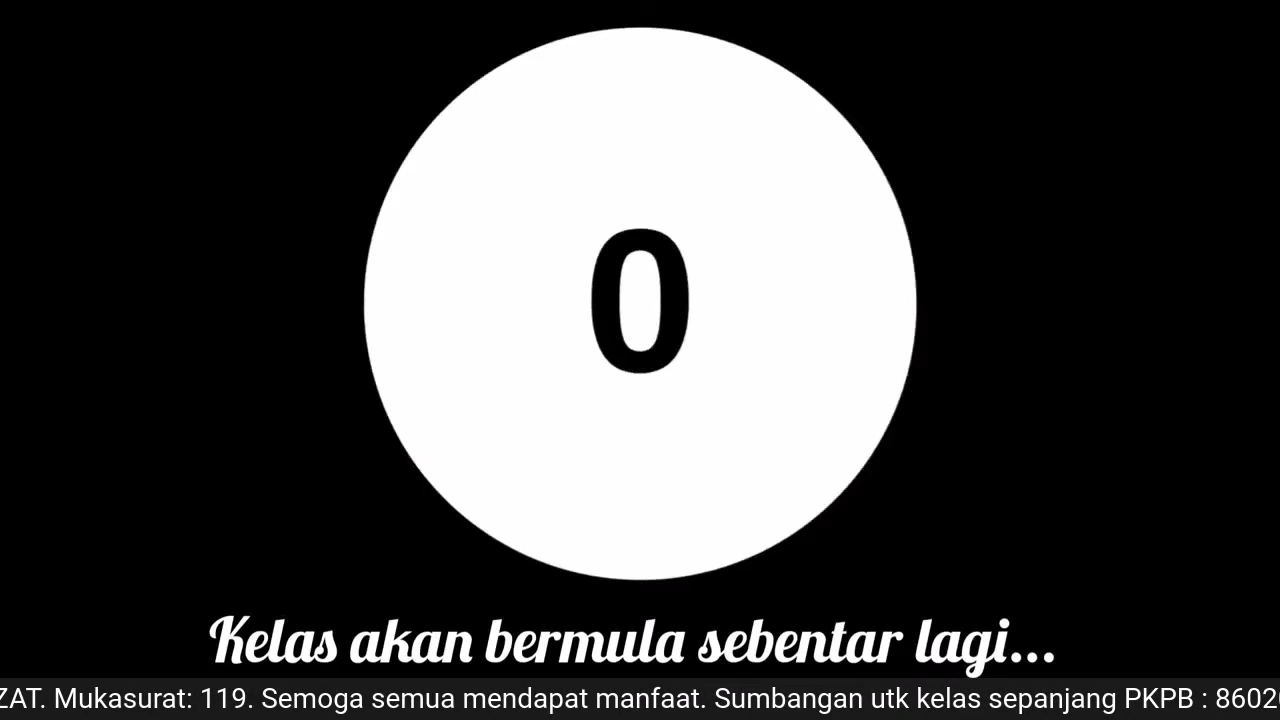 0
Kelas akan bermula sebentar lagi...
ZAT. Mukasurat: 119. Semoga semua mendapat manfaat. Sumbangan utk kelas sepanjang PKPB : 8602